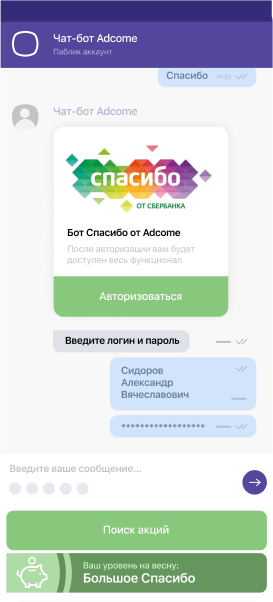 Чат-бот Adcome
Паблик аккаунт
Спасибо
Чат-бот Adcome
спасибо
ОТ СБЕРБАНКА
Бот Спасибо от Adcome
После авторизации вам будет
доступен весь функционал
Авторизоваться
Введите логин и пароль
Сидоров
Александр
Вячеславович
******************
Введите ваше сообщение...
Поиск акций
Ваш уровень на весну:
Большое Спасибо